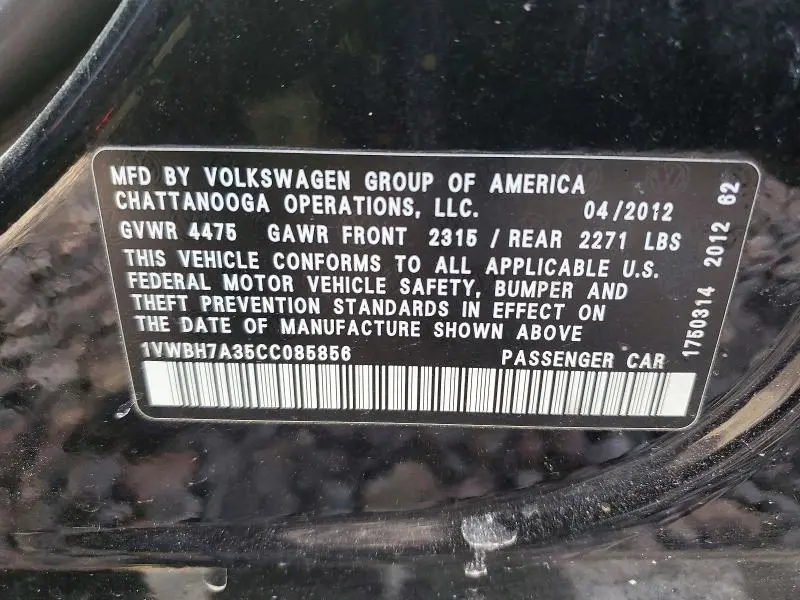 MFD BY VOLKSWAGEN GROUP OF AMERICA
CHATTANOOGA OPERATIONS, LLC. 04/2012
GVWR 4475 GAWR FRONT 2315 / REAR 2271 LBS
THIS VEHICLE CONFORMS TO ALL APPLICABLE U.S.
FEDERAL MOTOR VEHICLE SAFETY, BUMPER AND
THEFT PREVENTION STANDARDS IN EFFECT ON
THE DATE OF MANUFACTURE SHOWN ABOVE
1VWBH7A35CC085856 PASSENGER CAR
1750314 2012 62